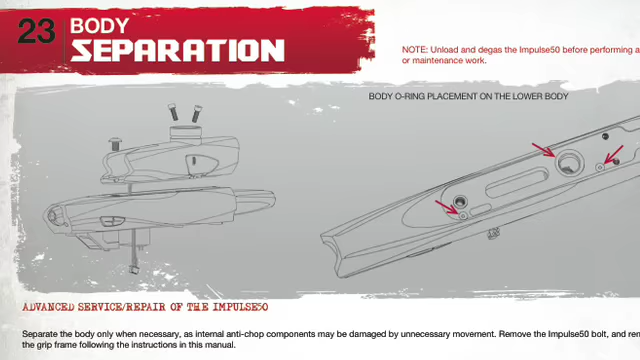 23 BODY
SEPARATION
NOTE: Unload and degas the Impulse50 before performing a
or maintenance work.
BODY O-RING PLACEMENT ON THE LOWER BODY
ADVANCED SERVICE/REPAIR OF THE IMPULSE50
Separate the body only when necessary, as internal anti-chop components may be damaged by unnecessary movement. Remove the Impulse50 bolt, and rem
the grip frame following the instructions in this manual.